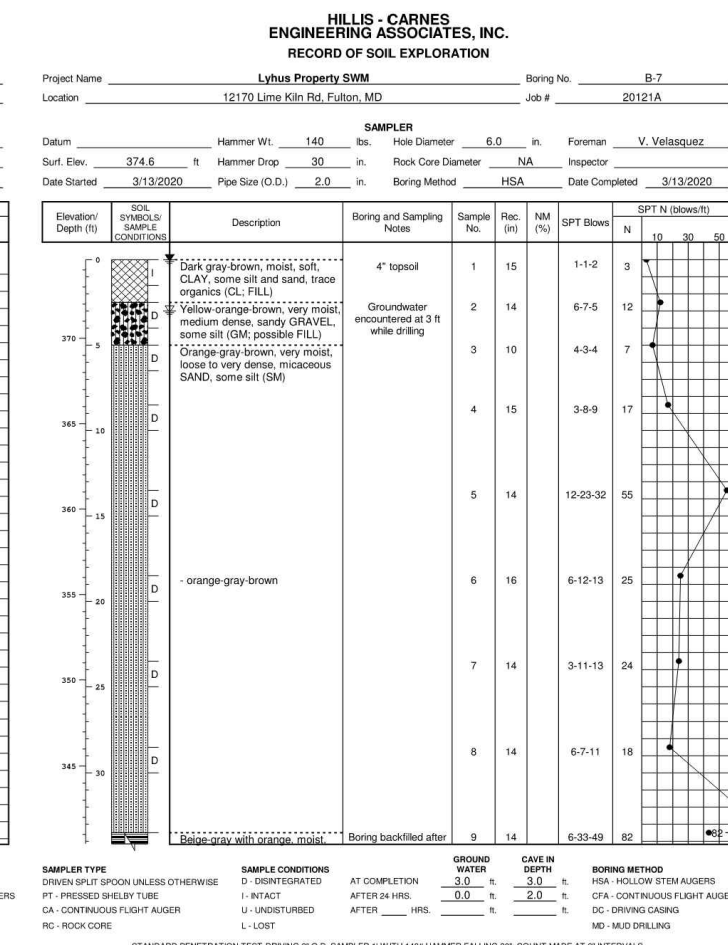 HILLIS - CARNES
ENGINEERING ASSOCIATES, INC.
RECORD OF SOIL EXPLORATION
Project Name Lyhus Property SWM Boring No. B-7
Location 12170 Lime Kiln Rd, Fulton, MD Job # 20121A
SAMPLER
Datum Hammer Wt. 140 lbs. Hole Diameter 6.0 in. Foreman V. Velasquez
Surf. Elev. 374.6 ft Hammer Drop 30 in. Rock Core Diameter NA Inspector
Date Started 3/13/2020 Pipe Size (O.D.) 2.0 in. Boring Method HSA Date Completed 3/13/2020
Elevation/
Depth (ft)
SOIL
SYMBOLS/
SAMPLE
CONDITIONS
Description
Boring and Sampling
Notes
Sample
No.
Rec.
(in)
NM
(%)
SPT Blows
SPT N (blows/ft)
N
10 30 50
0
I
Dark gray-brown, moist, soft, 4" topsoil 1 15 1-1-2 3
CLAY, some silt and sand, trace
organics (CL; FILL)
D
Yellow-orange-brown, very moist, Groundwater 2 14 6-7-5 12
medium dense, sandy GRAVEL, encountered at 3 ft
some silt (GM; possible FILL) while drilling
370 5 D
Orange-gray-brown, very moist, 3 10 4-3-4 7
loose to very dense, micaceous
SAND, some silt (SM)
D 4 15 3-8-9 17
365 10
D 5 14 12-23-32 55
360 15
D - orange-gray-brown 6 16 6-12-13 25
355 20
D 7 14 3-11-13 24
350 25
D 8 14 6-7-11 18
345 30
Beige-gray with orange, moist, Boring backfilled after 9 14 6-33-49 82 82
SAMPLER TYPE
DRIVEN SPLIT SPOON UNLESS OTHERWISE
PT - PRESSED SHELBY TUBE
CA - CONTINUOUS FLIGHT AUGER
RC - ROCK CORE
SAMPLE CONDITIONS
D - DISINTEGRATED
I - INTACT
U - UNDISTURBED
L - LOST
GROUND
WATER
CAVE IN
DEPTH
AT COMPLETION 3.0 ft. 3.0 ft.
AFTER 24 HRS. 0.0 ft. 2.0 ft.
AFTER HRS. ft. ft.
BORING METHOD
HSA - HOLLOW STEM AUGERS
CFA - CONTINUOUS FLIGHT AUGE
DC - DRIVING CASING
MD - MUD DRILLING
ERS